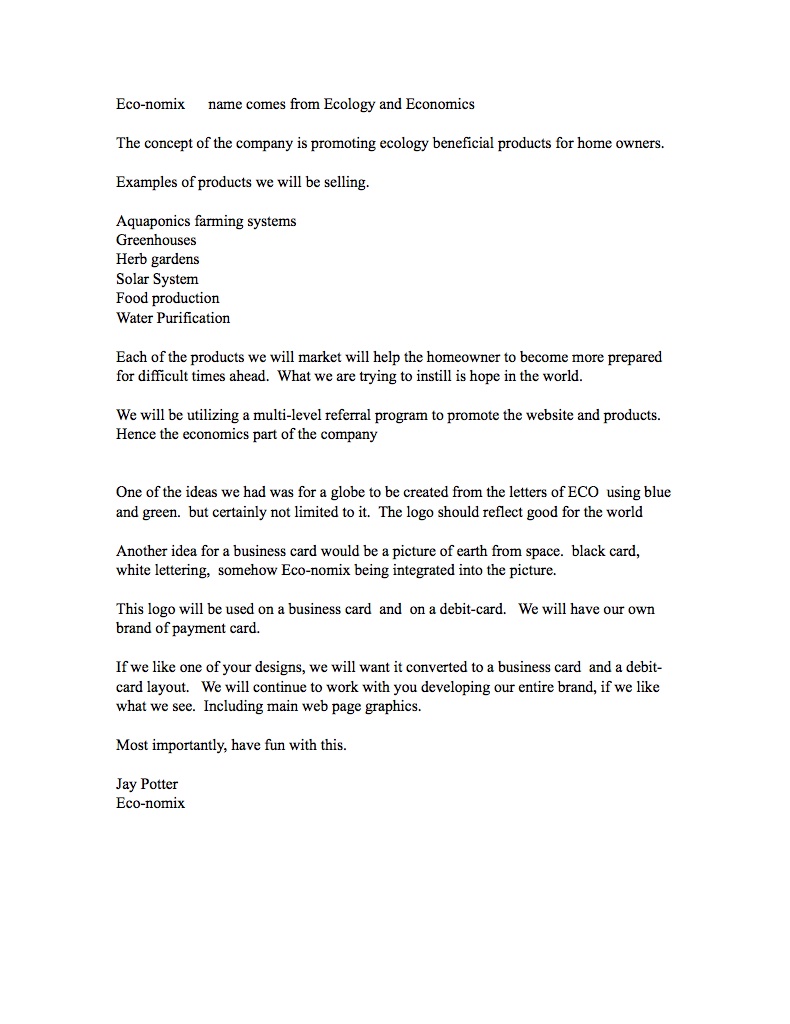 Eco-nomix name comes from Ecology and Economics
The concept of the company is promoting ecology beneficial products for home owners.
Examples of products we will be selling.
Aquaponics farming systems
Greenhouses
Herb gardens
Solar System
Food production
Water Purification
Each of the products we will market will help the homeowner to become more prepared
for difficult times ahead.  What we are trying to instill is hope in the world.
We will be utilizing a multi-level referral program to promote the website and products.
Hence the economics part of the company
One of the ideas we had was for a globe to be created from the letters of ECO  using blue
and green.  but certainly not limited to it.  The logo should reflect good for the world
Another idea for a business card would be a picture of earth from space.  black card,
white lettering,  somehow Eco-nomix being integrated into the picture.
This logo will be used on a business card  and  on a debit-card.   We will have our own
brand of payment card.
If we like one of your designs, we will want it converted to a business card  and a debit-
card layout.   We will continue to work with you developing our entire brand, if we like
what we see.  Including main web page graphics.
Most importantly, have fun with this.
Jay Potter
Eco-nomix